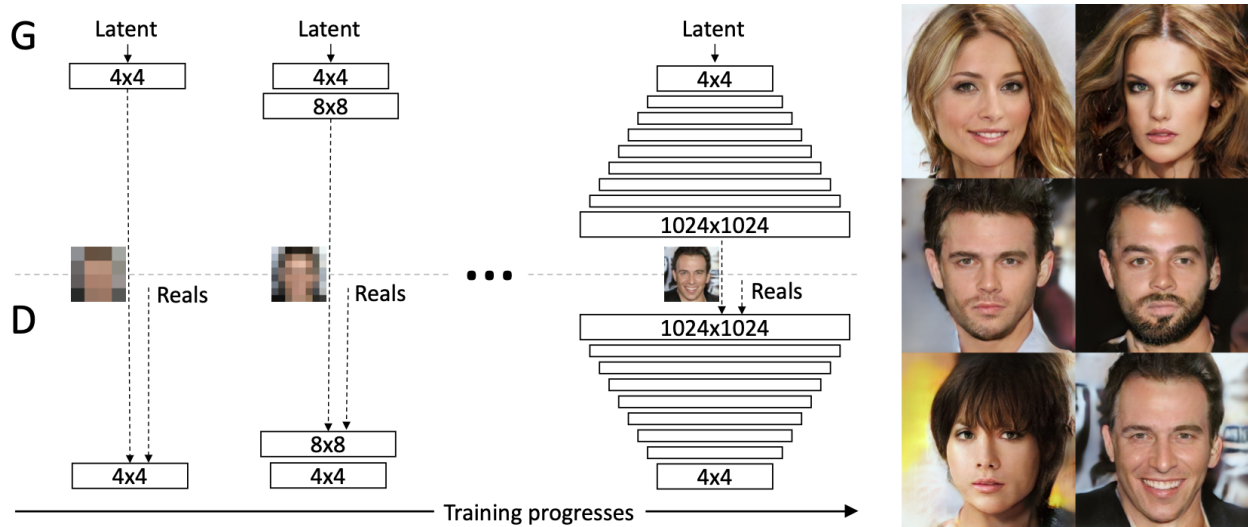 G
Latent
4x4
Latent
4x4
8x8
Latent
4x4
1024x1024
...
D
Reals
4x4
Reals
8x8
4x4
Reals
1024x1024
4x4
Training progresses